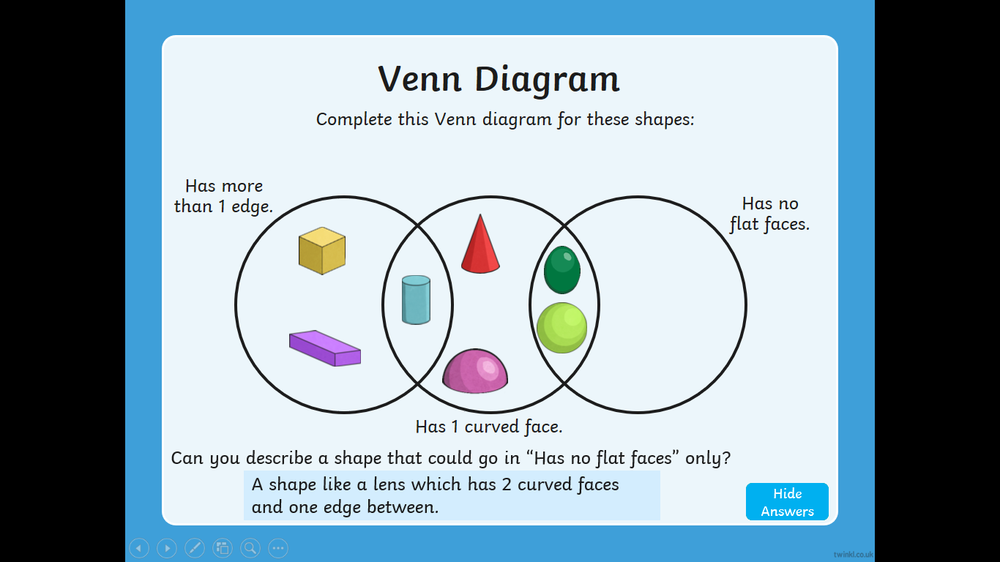 Venn Diagram
Complete this Venn diagram for these shapes:
Has more
than 1 edge.
Has no
flat faces.
Has 1 curved face.
Can you describe a shape that could go in “Has no flat faces” only?
A shape like a lens which has 2 curved faces
and one edge between.
Hide
Answers
twinkl.co.uk